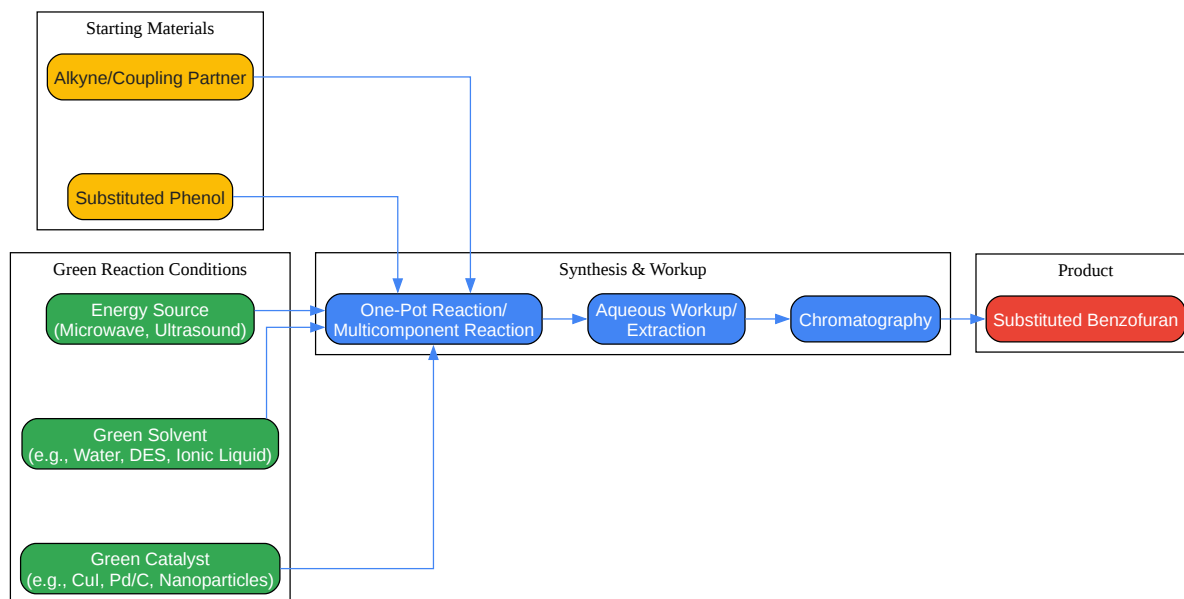 Starting Materials
Alkyne/Coupling Partner
Substituted Phenol
Green Reaction Conditions
Energy Source
(Microwave, Ultrasound)
Green Solvent
(e.g., Water, DES, Ionic Liquid)
Green Catalyst
(e.g., CuI, Pd/C, Nanoparticles)
Synthesis & Workup
One-Pot Reaction/
Multicomponent Reaction
Aqueous Workup/
Extraction
Chromatography
Product
Substituted Benzofuran